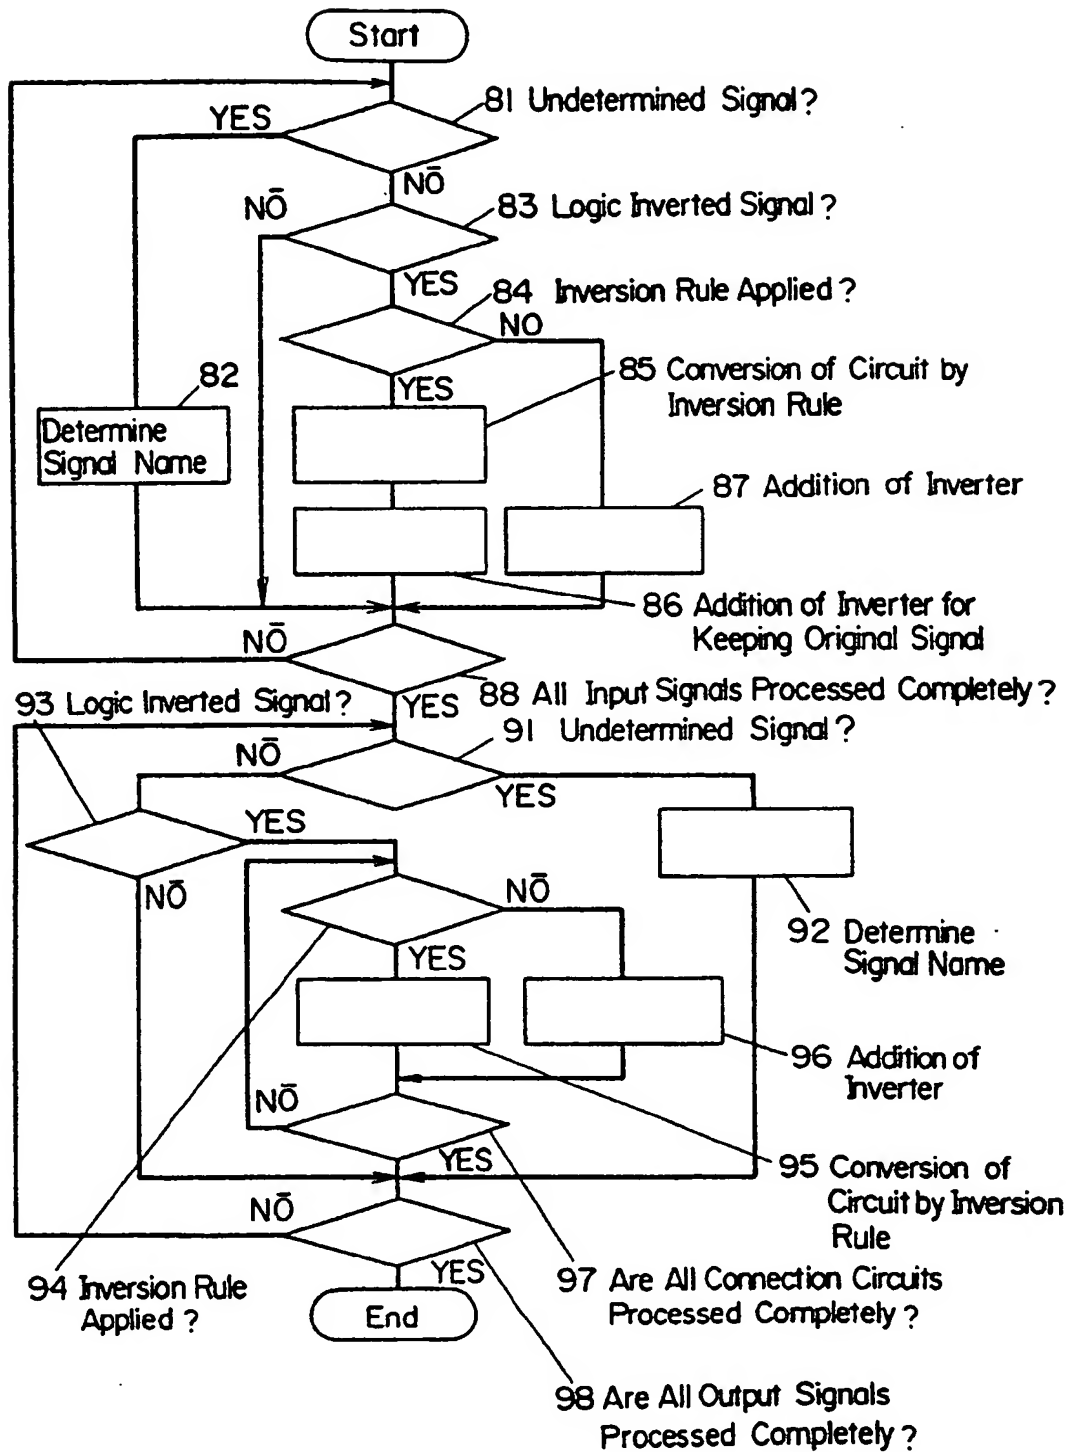 Start
81 Undetermined Signal?
YES
NO
NO
83 Logic Inverted Signal?
YES
84 Inversion Rule Applied?
NO
82
YES
85 Conversion of Circuit by
Inversion Rule
Determine
Signal Name
87 Addition of Inverter
86 Addition of Inverter for
Keeping Original Signal
NO
88 All Input Signals Processed Completely?
93 Logic Inverted Signal?
YES
91 Undetermined Signal?
NO
YES
YES
NO
NO
92 Determine
Signal Name
YES
96 Addition of
Inverter
NO
YES
95 Conversion of
Circuit by Inversion
Rule
NO
94 Inversion Rule
Applied?
YES
97 Are All Connection Circuits
Processed Completely?
End
98 Are All Output Signals
Processed Completely?